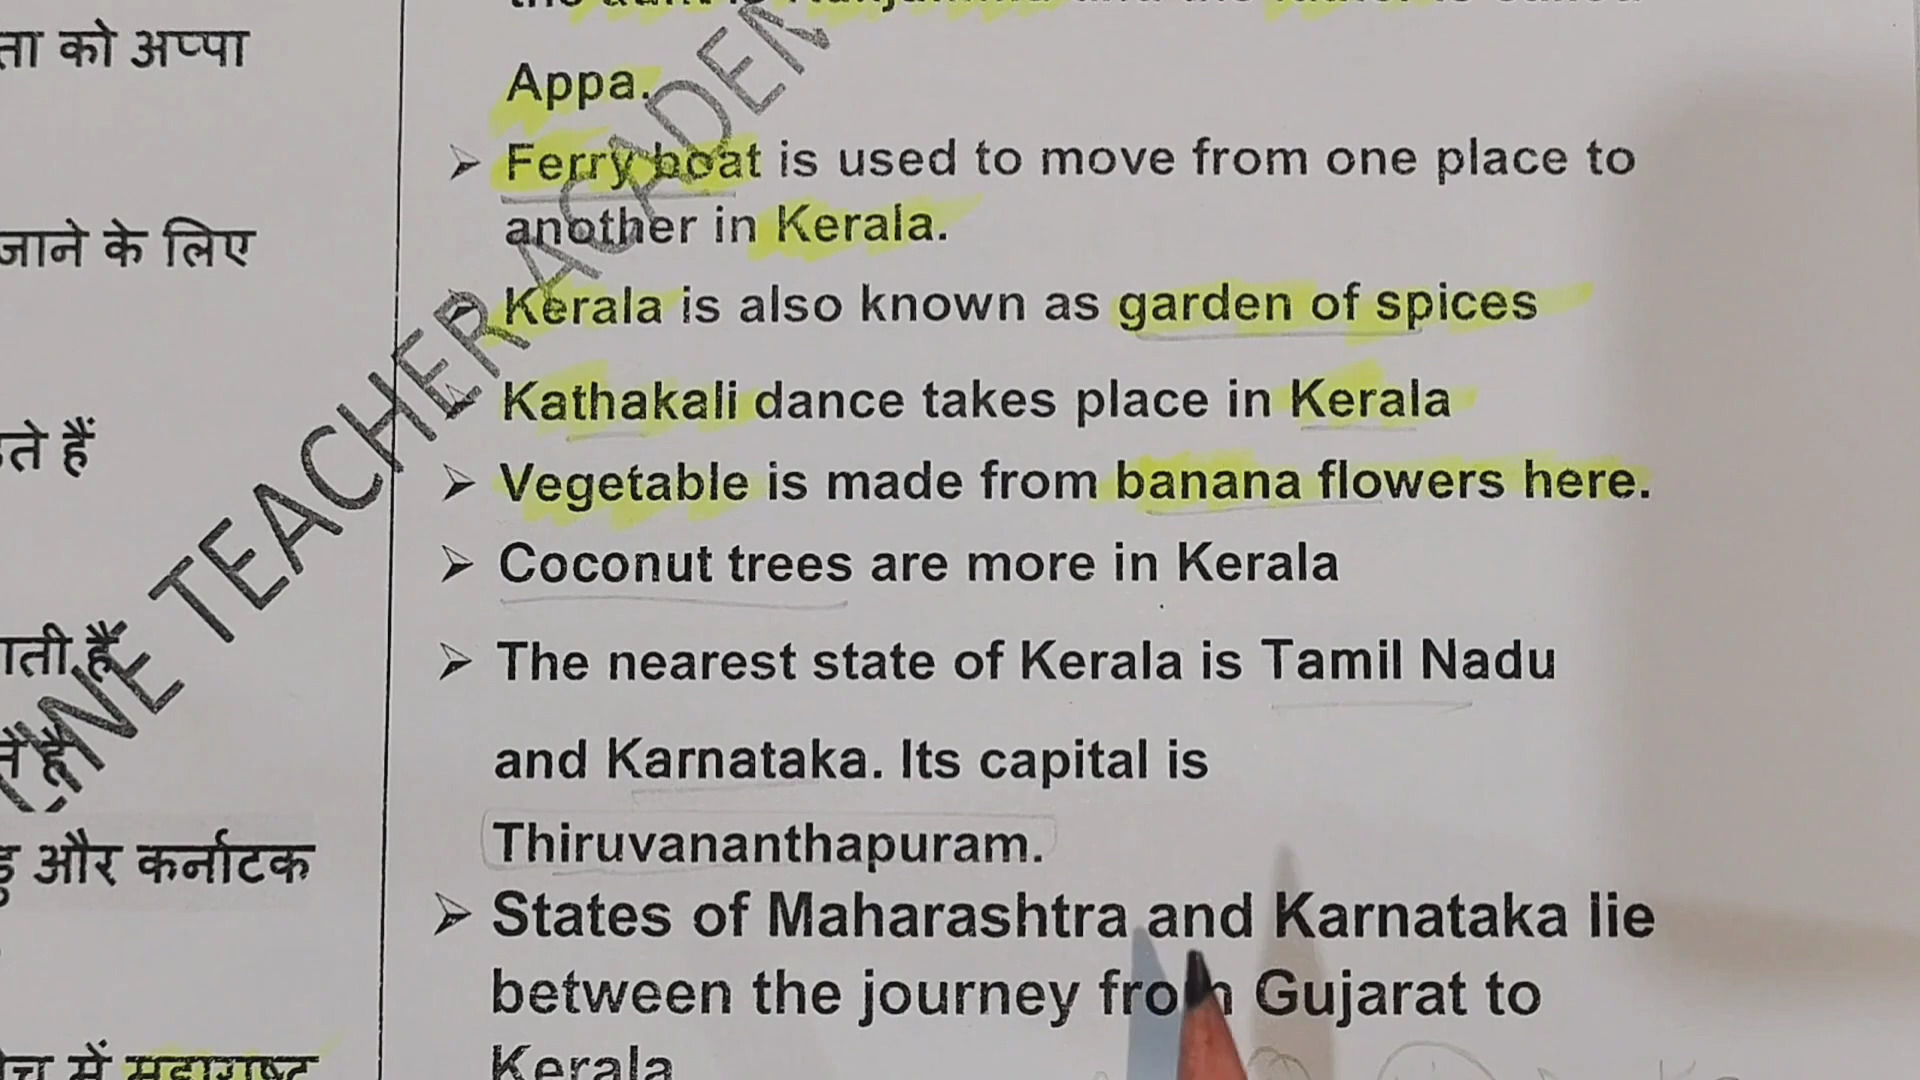 ता को अप्पा
जाने के लिए
ते हैं
और कर्नाटक
में महाराष्ट्र
Appa.
➢ Ferry boat is used to move from one place to
another in Kerala.
➢ Kerala is also known as garden of spices
➢ Kathakali dance takes place in Kerala
➢ Vegetable is made from banana flowers here.
➢ Coconut trees are more in Kerala
➢ The nearest state of Kerala is Tamil Nadu
and Karnataka. Its capital is
Thiruvananthapuram.
➢ States of Maharashtra and Karnataka lie
between the journey from Gujarat to
Kerala
TEACHER ACADEM